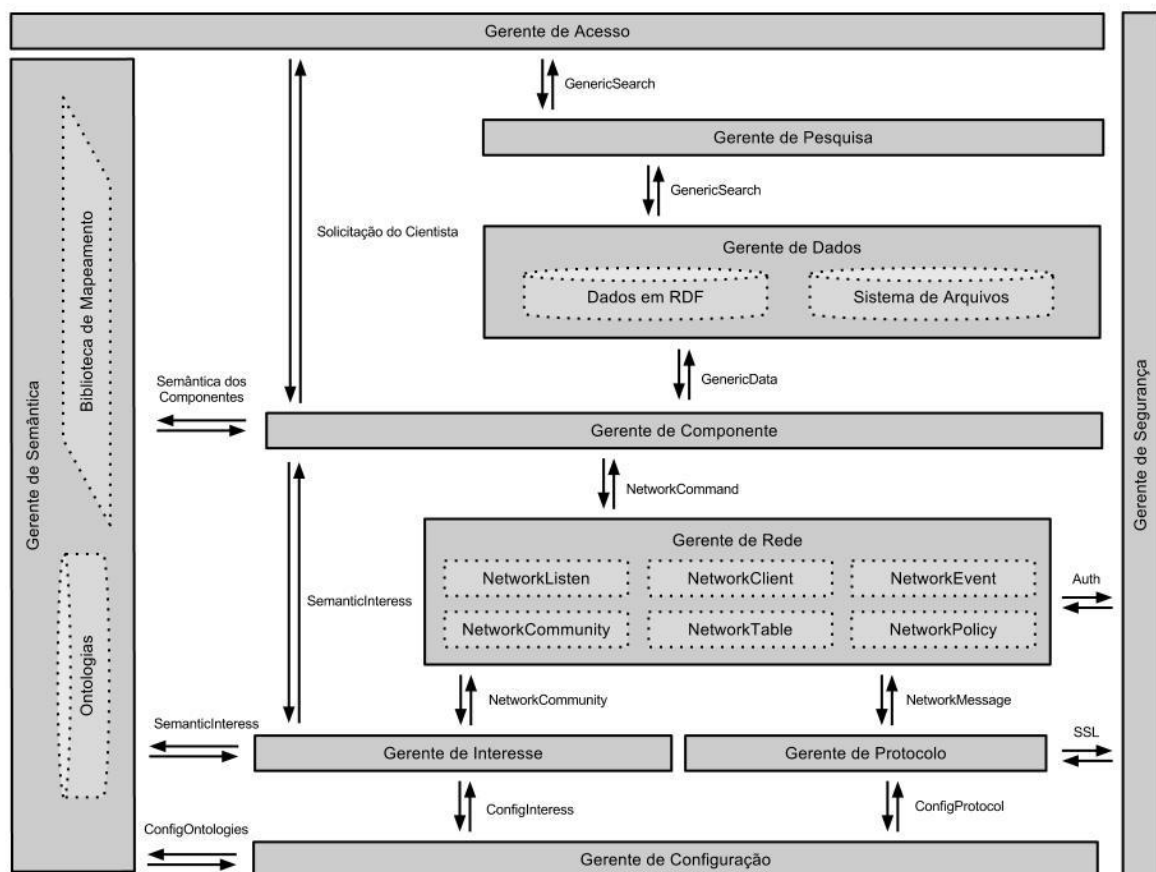 Gerente de Acesso
GenericSearch
Gerente de Pesquisa
GenericSearch
Solicitação do Cientista
Gerente de Dados
Dados em RDF
Sistema de Arquivos
GenericData
Biblioteca de Mapeamento
Gerente de Semântica
Ontologias
Semântica dos
Componentes
Gerente de Componente
Gerente de Segurança
NetworkCommand
Gerente de Rede
NetworkListen
NetworkClient
NetworkEvent
NetworkCommunity
NetworkTable
NetworkPolicy
Auth
SemanticInteress
NetworkCommunity
NetworkMessage
SemanticInteress
Gerente de Interesse
Gerente de Protocolo
SSL
ConfigInteress
ConfigProtocol
ConfigOntologies
Gerente de Configuração